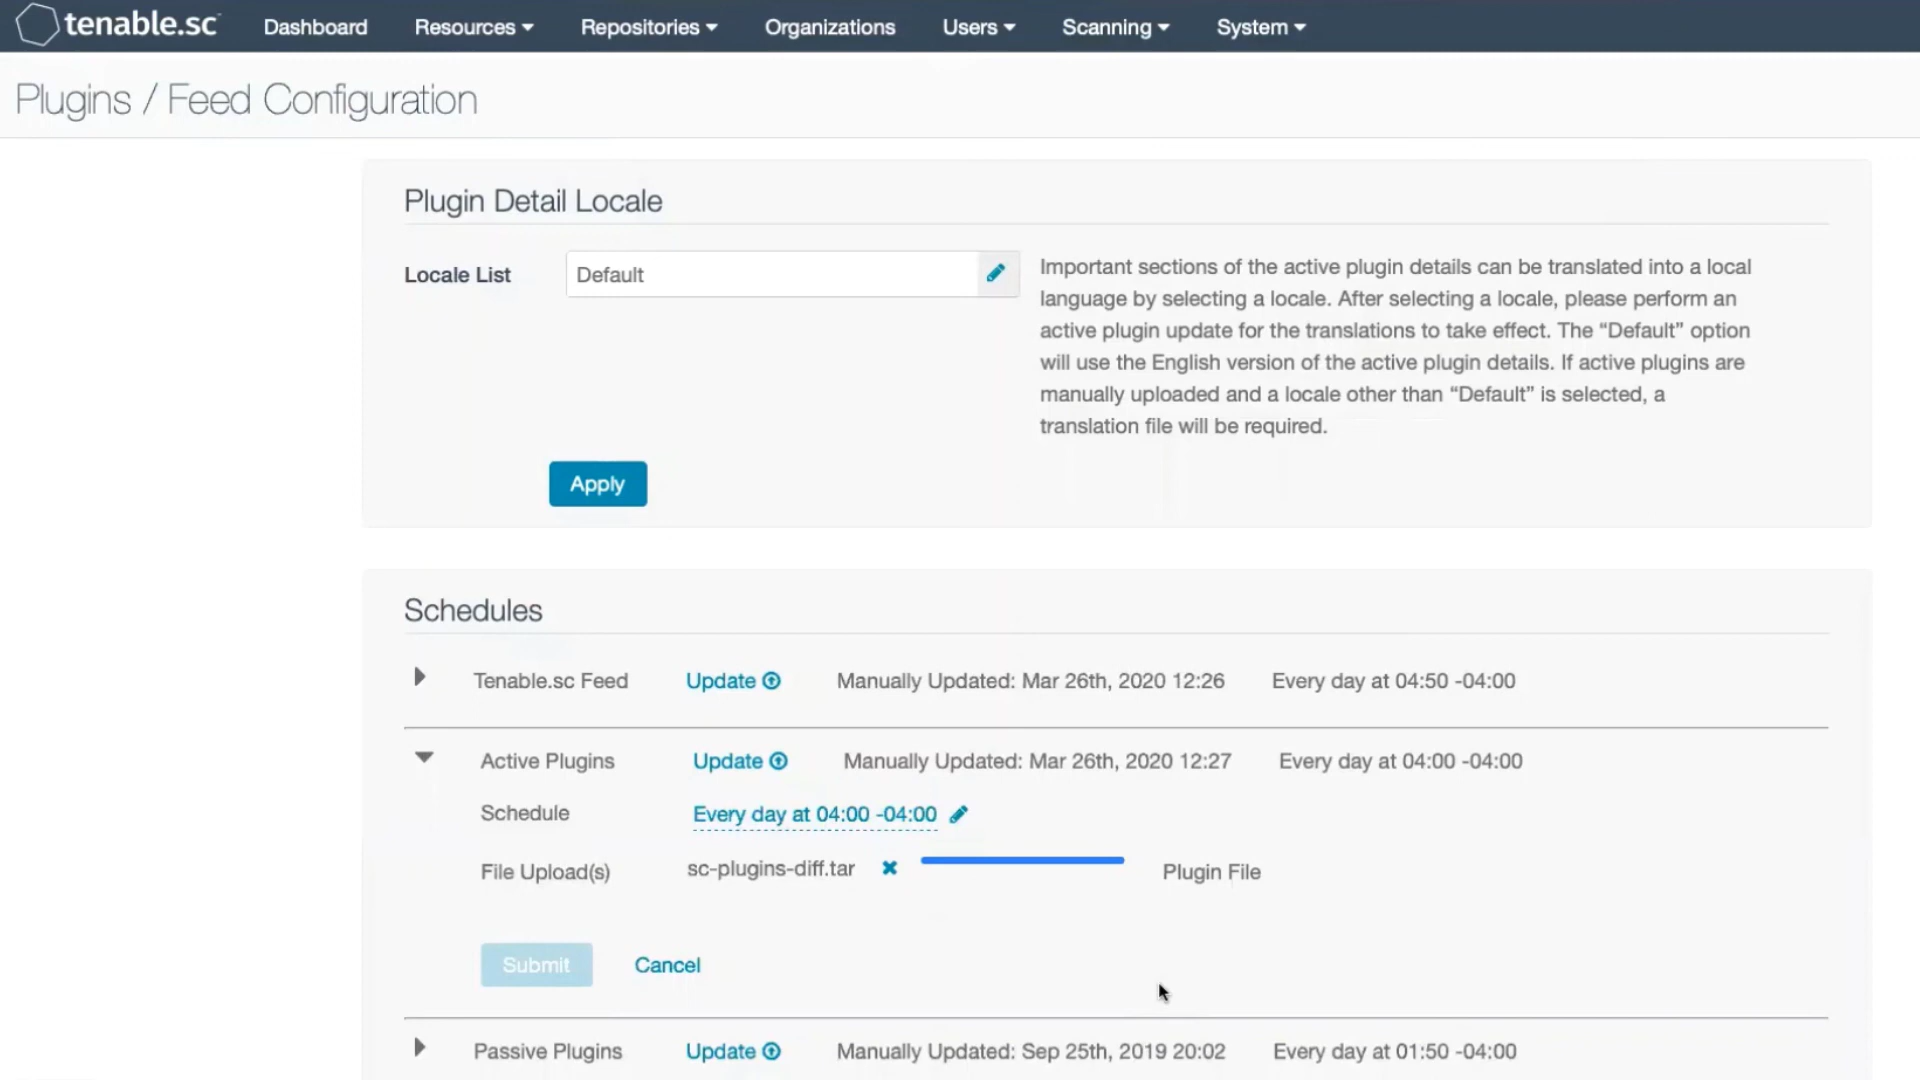 tenable.sc Dashboard Resources Repositories Organizations Users Scanning System
Plugins / Feed Configuration
Plugin Detail Locale
Locale List Default
Important sections of the active plugin details can be translated into a local
language by selecting a locale. After selecting a locale, please perform an
active plugin update for the translations to take effect. The “Default” option
will use the English version of the active plugin details. If active plugins are
manually uploaded and a locale other than “Default” is selected, a
translation file will be required.
Apply
Schedules
Tenable.sc Feed Update Manually Updated: Mar 26th, 2020 12:26 Every day at 04:50 -04:00
Active Plugins Update Manually Updated: Mar 26th, 2020 12:27 Every day at 04:00 -04:00
Schedule Every day at 04:00 -04:00
File Upload(s) sc-plugins-diff.tar Plugin File
Submit Cancel
Passive Plugins Update Manually Updated: Sep 25th, 2019 20:02 Every day at 01:50 -04:00